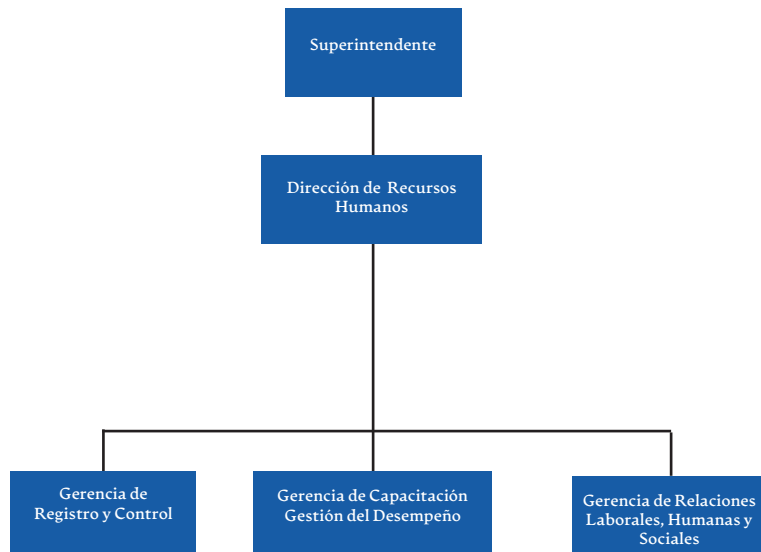 Superintendente
Dirección de Recursos
Humanos
Gerencia de
Registro y Control
Gerencia de Capacitación
Gestión del Desempeño
Gerencia de Relaciones
Laborales, Humanas y
Sociales